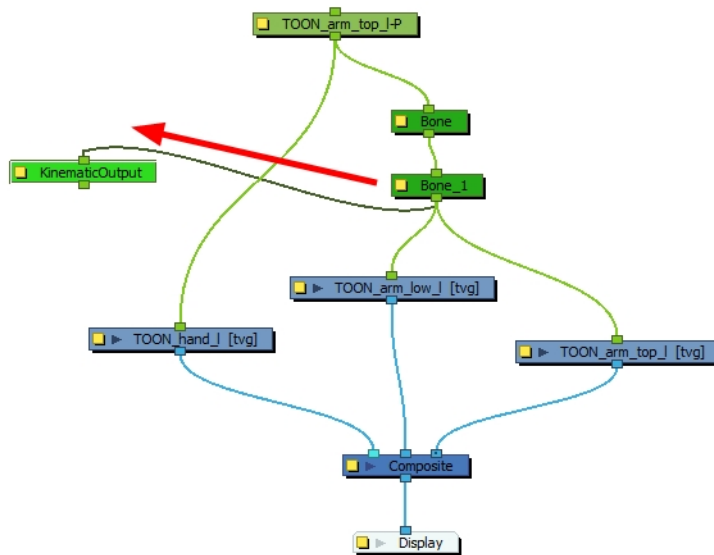 TOON_arm_top_l-P
Bone
KinematicOutput
Bone_1
TOON_arm_low_l [tvg]
TOON_hand_l [tvg]
TOON_arm_top_l [tvg]
Composite
Display